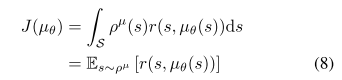 J(μ_θ) = ∫_S ρ^μ(s)r(s, μ_θ(s))ds
= 𝔼_{s∼ρ^μ} [r(s, μ_θ(s))] (8)